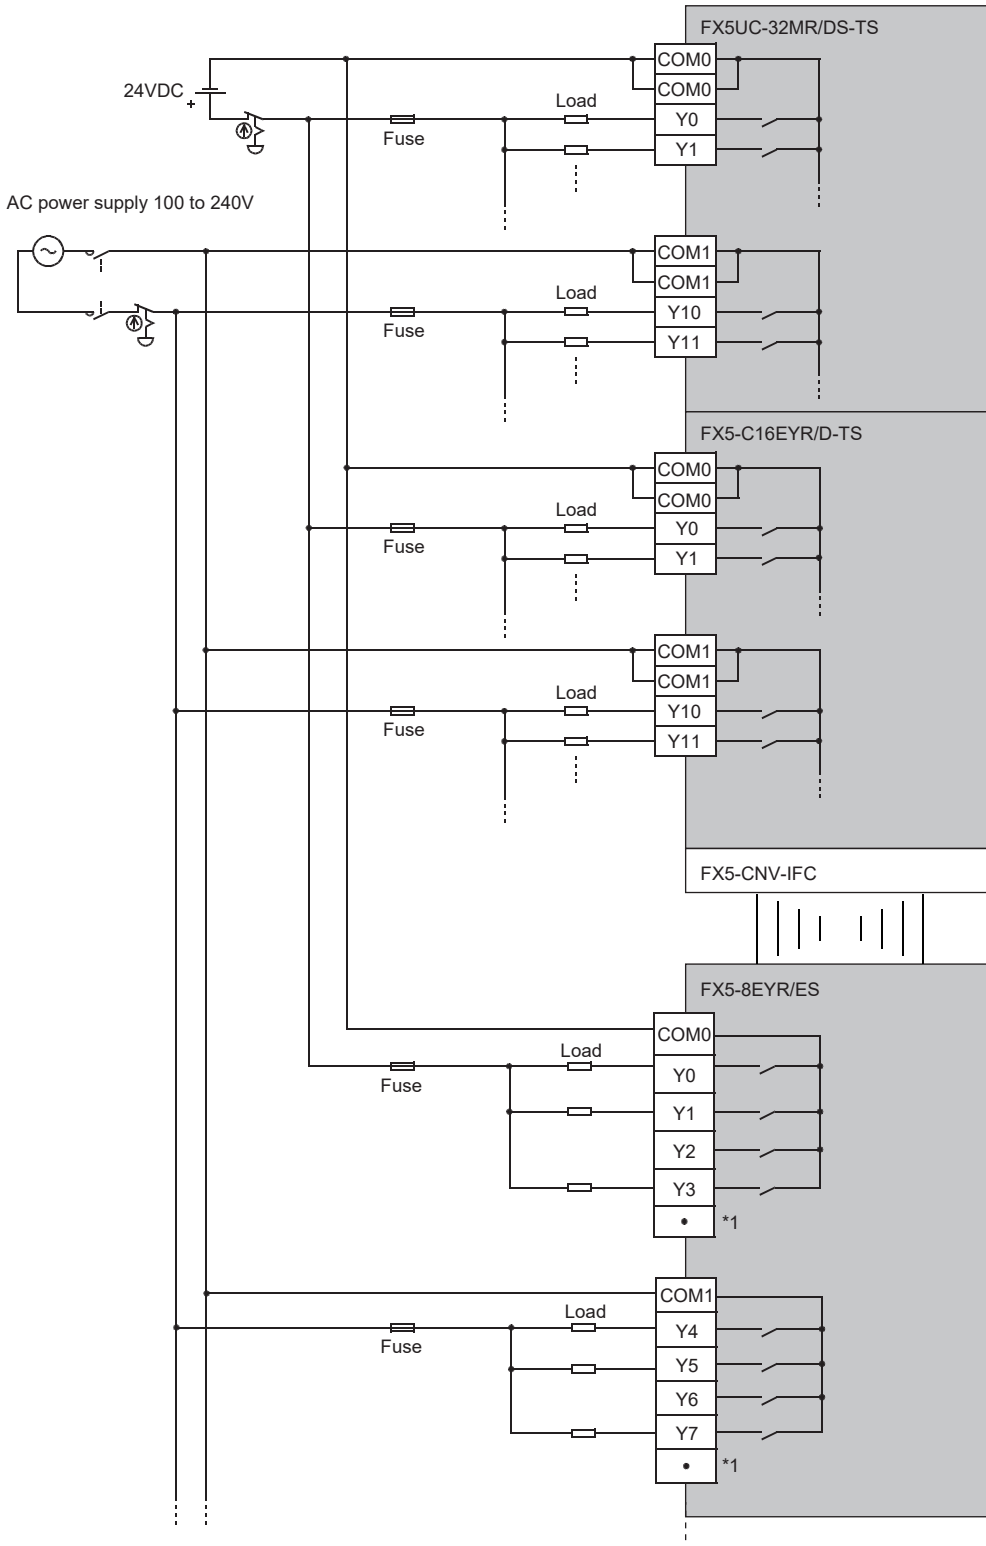 FX5UC-32MR/DS-TS
COM0
24VDC
+
COM0
Load
Y0
Fuse
Y1
AC power supply 100 to 240V
COM1
COM1
Load
Y10
Fuse
Y11
FX5-C16EYR/D-TS
COM0
COM0
Load
Y0
Fuse
Y1
COM1
COM1
Load
Y10
Fuse
Y11
FX5-CNV-IFC
FX5-8EYR/ES
COM0
Load
Y0
Fuse
Y1
Y2
Y3
*1
COM1
Load
Y4
Fuse
Y5
Y6
Y7
*1